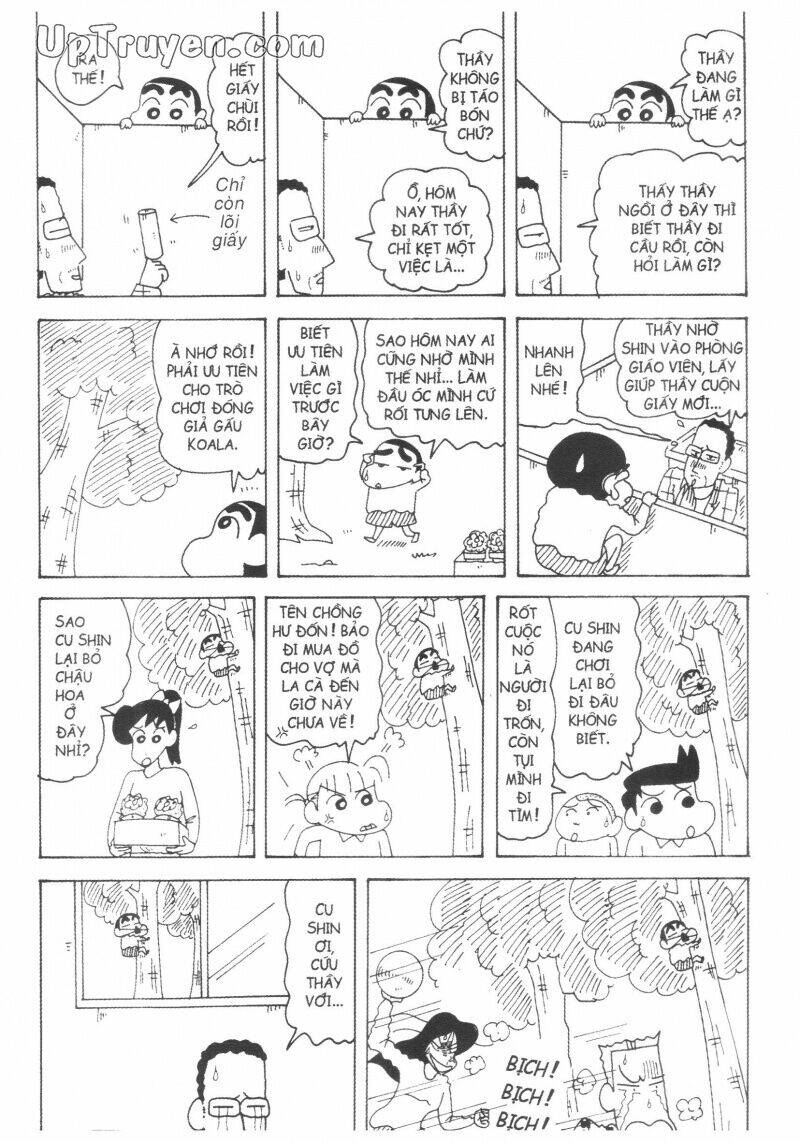 UpTruyen.com
THẦY
ĐANG
LÀM GÌ
THẾ Ạ?
THẤY THẦY
NGỒI Ở ĐÂY THÌ
BIẾT THẦY ĐI
CẦU RỒI, CÒN
HỎI LÀM GÌ?
THẦY
KHÔNG
BỊ TÁO
BÓN
CHỨ?
Ồ, HÔM
NAY THẦY
ĐI RẤT TỐT,
CHỈ KẸT MỘT
VIỆC LÀ...
HẾT
GIẤY
CHÙI
RỒI!
RA
THẾ!
Chỉ
còn
lõi
giấy
THẦY NHỜ
SHIN VÀO PHÒNG
GIÁO VIÊN, LẤY
GIÚP THẦY CUỘN
GIẤY MỚI...
NHANH
LÊN
NHÉ!
SAO HÔM NAY AI
CŨNG NHỜ MÌNH
THẾ NHỈ... LÀM
ĐẦU ÓC MÌNH CỨ
RỐI TUNG LÊN.
BIẾT
ƯU TIÊN
LÀM
VIỆC GÌ
TRƯỚC
BÂY
GIỜ?
À NHƠ RỒI!
PHẢI ƯU TIÊN
CHO TRÒ
CHƠI ĐÓNG
GIẢ GẤU
KOALA.
CU SHIN
ĐANG
CHƠI
LẠI BỎ
ĐI ĐÂU
KHÔNG
BIẾT.
RỐT
CUỘC
NÓ
LÀ
NGƯỜI
ĐI
TRỐN,
CÒN
TỤI
MÌNH
ĐI
TÌM!
TÊN CHỒNG
HƯ ĐỐN! BẢO
ĐI MUA ĐỒ
CHO VỢ MÀ
LA CÀ ĐẾN
GIỜ NÀY
CHƯA VỀ!
SAO
CU SHIN
LẠI BỎ
CHẬU
HOA
Ở
ĐÂY
NHỈ?
BỊCH!
BỊCH!
BỊCH!
CU
SHIN
ƠI,
CỨU
THẦY
VỚI...